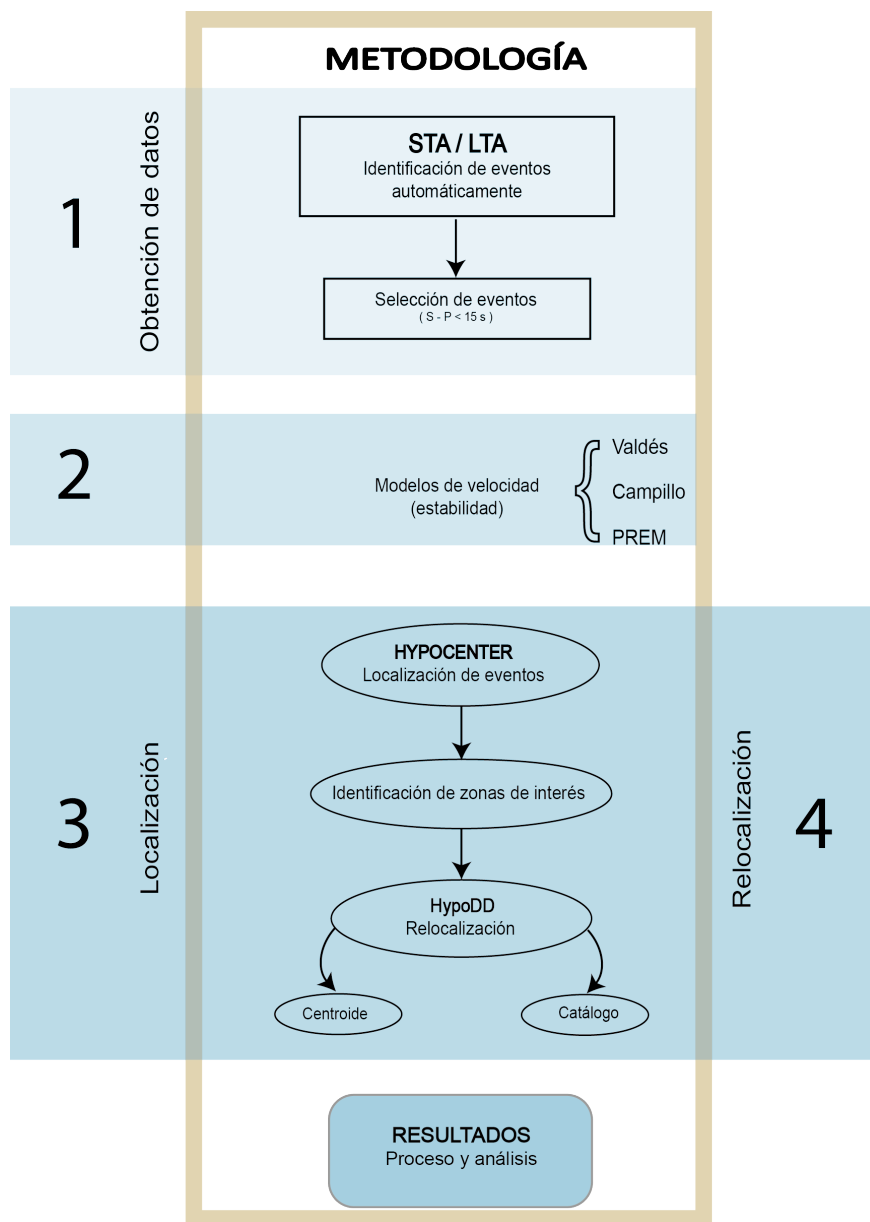 METODOLOGÍA
1
Obtención de datos
STA / LTA
Identificación de eventos
automáticamente
Selección de eventos
( S - P < 15 s )
2
Modelos de velocidad
(estabilidad)
Valdés
Campillo
PREM
3
Localización
HYPOCENTER
Localización de eventos
Identificación de zonas de interés
HypoDD
Relocalización
Centroide
Catálogo
Relocalización
4
RESULTADOS
Proceso y análisis